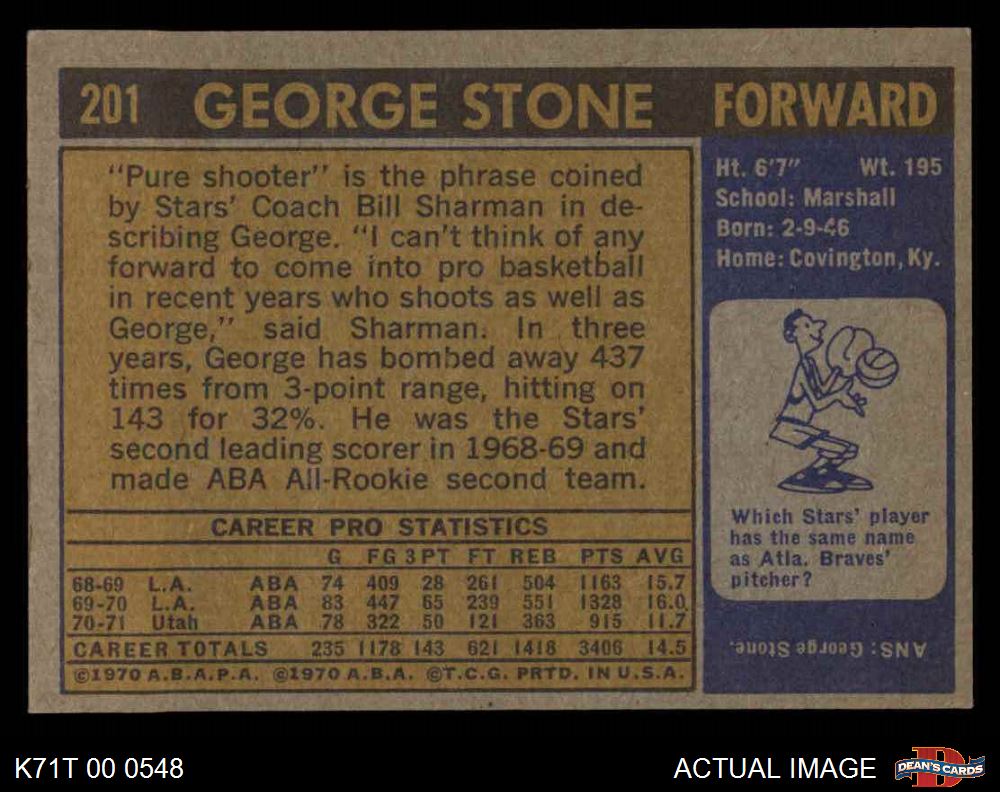 201 GEORGE STONE FORWARD
"Pure shooter" is the phrase coined
by Stars' Coach Bill Sharman in de-
scribing George. "I can't think of any
forward to come into pro basketball
in recent years who shoots as well as
George," said Sharman. In three
years, George has bombed away 437
times from 3-point range, hitting on
143 for 32%. He was the Stars'
second leading scorer in 1968-69 and
made ABA All-Rookie second team.
CAREER PRO STATISTICS
G FG 3PT FT REB PTS AVG
68-69 L.A. ABA 74 409 28 261 504 1163 15.7
69-70 L.A. ABA 83 447 65 239 551 1328 16.0
70-71 Utah ABA 78 322 50 121 363 915 11.7
CAREER TOTALS 235 1178 143 621 1418 3406 14.5
©1970 A.B.A.P.A. ©1970 A.B.A. ©T.C.G. PRTD. IN U.S.A.
Ht. 6'7" Wt. 195
School: Marshall
Born: 2-9-46
Home: Covington, Ky.
Which Stars' player
has the same name
as Atla. Braves'
pitcher?
ANS: George Stone.
K71T 00 0548
ACTUAL IMAGE
DEAN'S CARDS